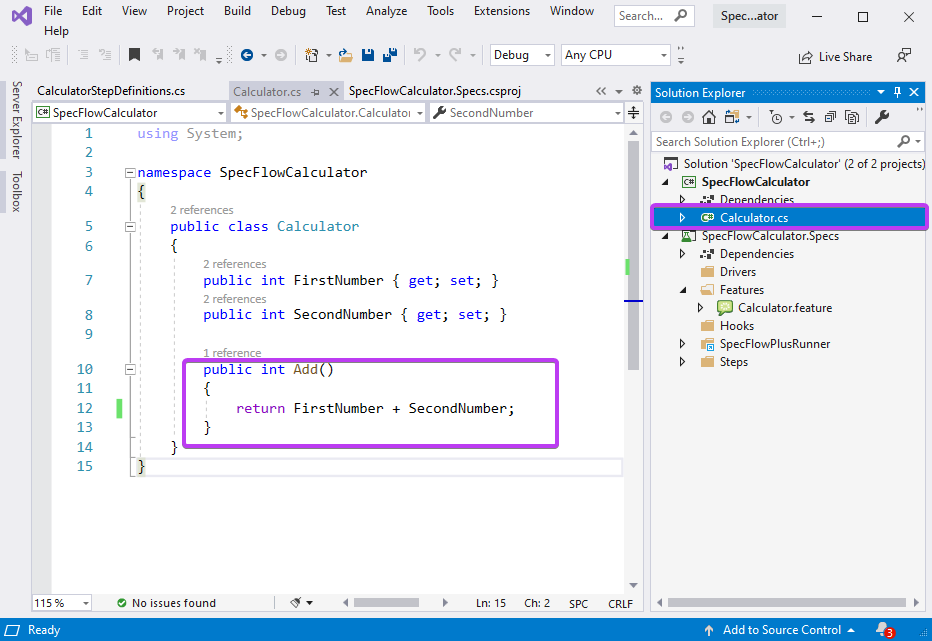 File Edit View Project Build Debug Test Analyze Tools Extensions Window Search... Spec...ator
Help
Debug Any CPU Live Share
Server Explorer
Toolbox
CalculatorStepDefinitions.cs Calculator.cs SpecFlowCalculator.Specs.csproj
C# SpecFlowCalculator SpecFlowCalculator.Calculator SecondNumber
1 using System;
2
3 namespace SpecFlowCalculator
4 {
2 references
5 public class Calculator
6 {
2 references
7 public int FirstNumber { get; set; }
2 references
8 public int SecondNumber { get; set; }
9
1 reference
10 public int Add()
11 {
12 return FirstNumber + SecondNumber;
13 }
14 }
15 }
115 % No issues found Ln: 15 Ch: 2 SPC CRLF
Solution Explorer
Search Solution Explorer (Ctrl+;)
Solution 'SpecFlowCalculator' (2 of 2 projects)
C# SpecFlowCalculator
Dependencies
C# Calculator.cs
SpecFlowCalculator.Specs
Dependencies
Drivers
Features
Calculator.feature
Hooks
SpecFlowPlusRunner
Steps
Ready Add to Source Control 3